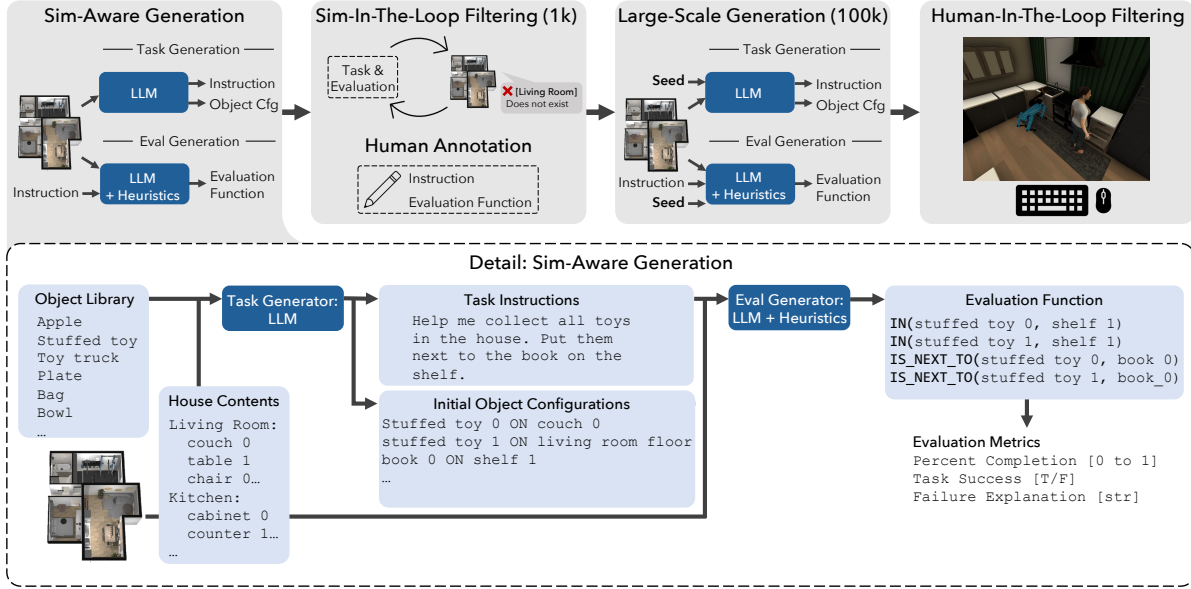 Sim-Aware Generation
Task Generation
LLM
Instruction
Object Cfg
Eval Generation
Instruction
LLM
+ Heuristics
Evaluation
Function
Sim-In-The-Loop Filtering (1k)
Task &
Evaluation
[Living Room]
Does not exist
Human Annotation
Instruction
Evaluation Function
Large-Scale Generation (100k)
Task Generation
Seed
LLM
Instruction
Object Cfg
Eval Generation
Instruction
Seed
LLM
+ Heuristics
Evaluation
Function
Human-In-The-Loop Filtering
Detail: Sim-Aware Generation
Object Library
Apple
Stuffed toy
Toy truck
Plate
Bag
Bowl
…
House Contents
Living Room:
couch 0
table 1
chair 0…
Kitchen:
cabinet 0
counter 1…
…
Task Generator:
LLM
Task Instructions
Help me collect all toys
in the house. Put them
next to the book on the
shelf.
Initial Object Configurations
Stuffed toy 0 ON couch 0
stuffed toy 1 ON living room floor
book 0 ON shelf 1
…
Eval Generator:
LLM + Heuristics
Evaluation Function
IN(stuffed toy 0, shelf 1)
IN(stuffed toy 1, shelf 1)
IS_NEXT_TO(stuffed toy 0, book 0)
IS_NEXT_TO(stuffed toy 1, book_0)
Evaluation Metrics
Percent Completion [0 to 1]
Task Success [T/F]
Failure Explanation [str]